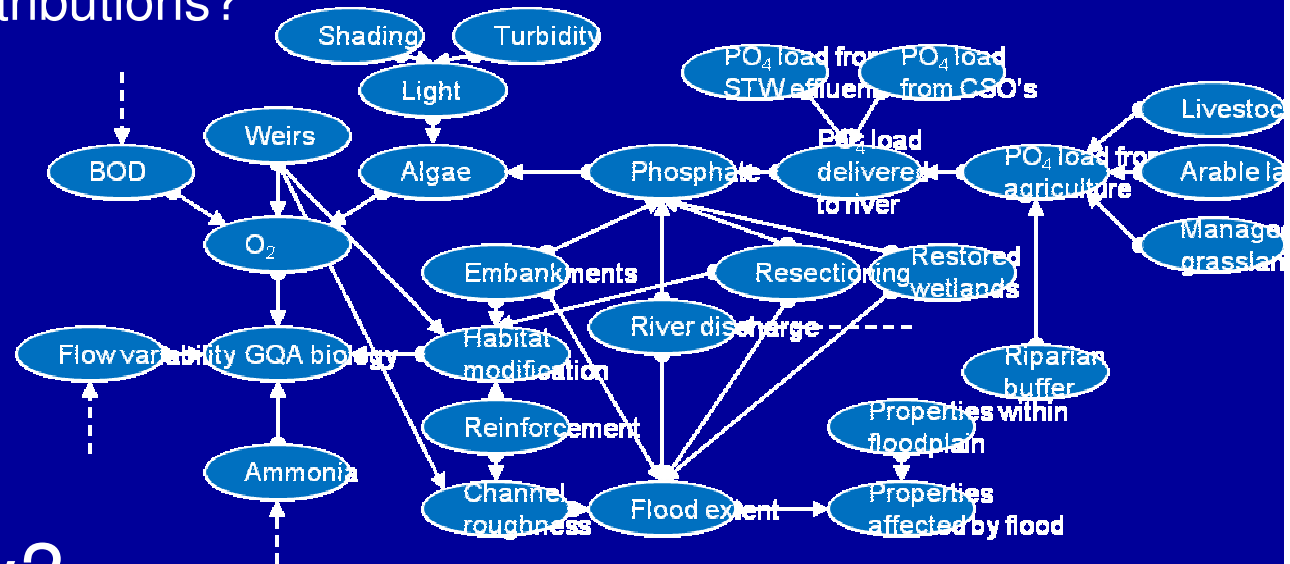 tributions?
Shading
Turbidity
PO₄ load from
STW effluent
PO₄ load
from CSO's
Light
Livestoc
Weirs
BOD
Algae
Phosphate
PO₄ load
delivered
to river
PO₄ load from
agriculture
Arable la
O₂
Manage
grasslan
Embankments
Resectioning
Restored
wetlands
River discharge
Flow variability
GQA biology
Habitat
modification
Riparian
buffer
Reinforcement
Properties within
floodplain
Ammonia
Channel
roughness
Flood extent
Properties
affected by flood